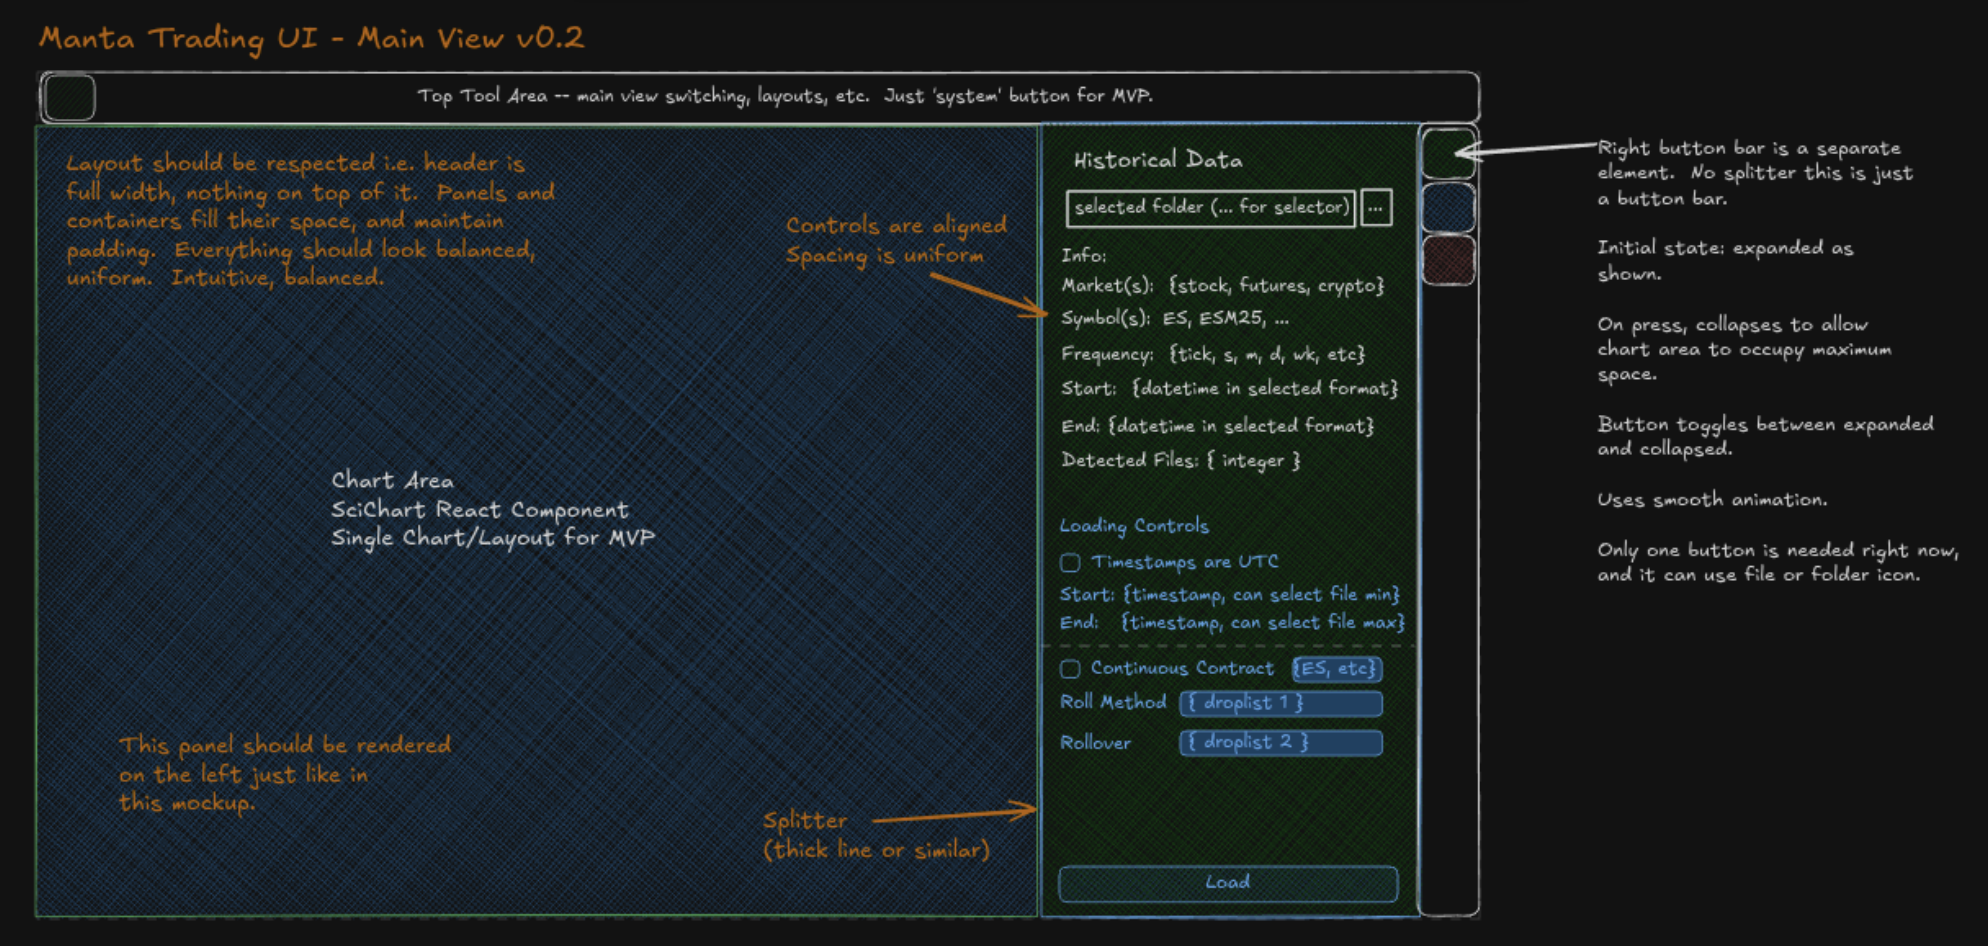 Manta Trading UI - Main View v0.2
Top Tool Area -- main view switching, layouts, etc.  Just 'system' button for MVP.
Layout should be respected i.e. header is
full width, nothing on top of it.  Panels and
containers fill their space, and maintain
padding.  Everything should look balanced,
uniform.  Intuitive, balanced.
Controls are aligned
Spacing is uniform
Chart Area
SciChart React Component
Single Chart/Layout for MVP
This panel should be rendered
on the left just like in
this mockup.
Splitter
(thick line or similar)
Historical Data
selected folder (... for selector)
...
Info:
Market(s):  {stock, futures, crypto}
Symbol(s):  ES, ESM25, ...
Frequency:  {tick, s, m, d, wk, etc}
Start:  {datetime in selected format}
End: {datetime in selected format}
Detected Files: { integer }
Loading Controls
Timestamps are UTC
Start: {timestamp, can select file min}
End:  {timestamp, can select file max}
Continuous Contract {ES, etc}
Roll Method { droplist 1 }
Rollover { droplist 2 }
Load
Right button bar is a separate
element.  No splitter this is just
a button bar.
Initial state: expanded as
shown.
On press, collapses to allow
chart area to occupy maximum
space.
Button toggles between expanded
and collapsed.
Uses smooth animation.
Only one button is needed right now,
and it can use file or folder icon.